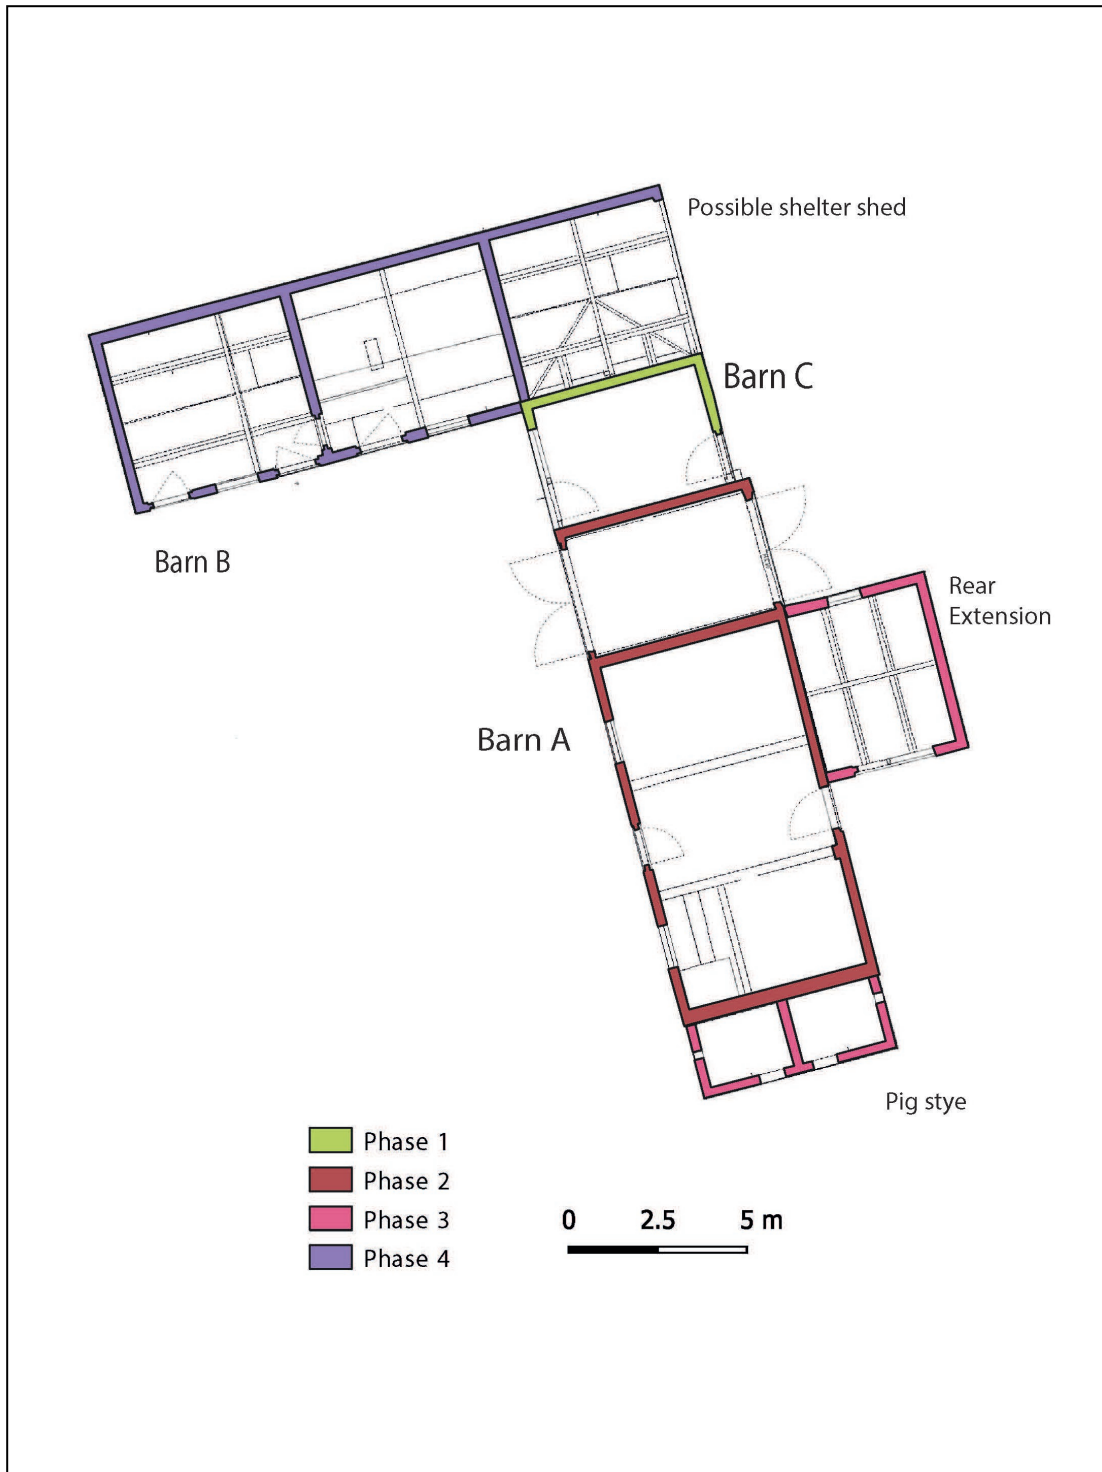 Possible shelter shed
Barn C
Barn B
Rear
Extension
Barn A
Pig stye
Phase 1
Phase 2
Phase 3
Phase 4
0 2.5 5 m